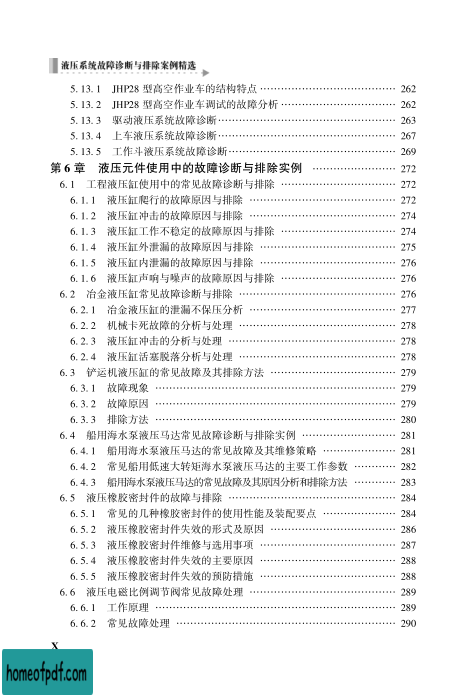 液压系统故障诊断与排除案例精选
5.13.1 JHP28 型高空作业车的结构特点 …………………………… 262
5.13.2 JHP28 型高空作业车调试的故障分析 …………………………… 262
5.13.3 驱动液压系统故障诊断 …………………………… 263
5.13.4 上车液压系统故障诊断 …………………………… 267
5.13.5 工作斗液压系统故障诊断 …………………………… 269
第 6 章 液压元件使用中的故障诊断与排除实例 …………………… 272
6.1 工程液压缸使用中的常见故障诊断与排除 …………………… 272
6.1.1 液压缸爬行的故障原因与排除 …………………… 272
6.1.2 液压缸冲击的故障原因与排除 …………………… 274
6.1.3 液压缸工作不稳定的故障原因与排除 …………………… 274
6.1.4 液压缸外泄漏的故障原因与排除 …………………… 275
6.1.5 液压缸内泄漏的故障原因与排除 …………………… 276
6.1.6 液压缸声响与噪声的故障原因与排除 …………………… 276
6.2 冶金液压缸常见故障诊断与排除 …………………… 276
6.2.1 冶金液压缸的泄漏不保压分析 …………………… 277
6.2.2 机械卡死故障的分析与处理 …………………… 278
6.2.3 液压缸冲击的分析与处理 …………………… 278
6.2.4 液压缸活塞脱落分析与处理 …………………… 278
6.3 铲运机液压缸的常见故障及其排除方法 …………………… 279
6.3.1 故障现象 …………………… 279
6.3.2 故障原因 …………………… 279
6.3.3 排除方法 …………………… 280
6.4 船用海水泵液压马达常见故障诊断与排除实例 …………………… 281
6.4.1 船用海水泵液压马达的常见故障及其维修策略 …………………… 281
6.4.2 常见船用低速大转矩海水泵液压马达的主要工作参数 ………… 282
6.4.3 船用海水泵液压马达的常见故障及其原因分析和排除方法 ………… 283
6.5 液压橡胶密封件的故障与排除 …………………… 284
6.5.1 常见的几种橡胶密封件的使用性能及装配要点 …………………… 284
6.5.2 液压橡胶密封件失效的形式及原因 …………………… 286
6.5.3 液压橡胶密封件维修与选用事项 …………………… 287
6.5.4 液压橡胶密封件失效的主要原因 …………………… 288
6.5.5 液压橡胶密封件失效的预防措施 …………………… 288
6.6 液压电磁比例调节阀常见故障处理 …………………… 289
6.6.1 工作原理 …………………… 289
6.6.2 常见故障处理 …………………… 290
X
homeofpdf.com